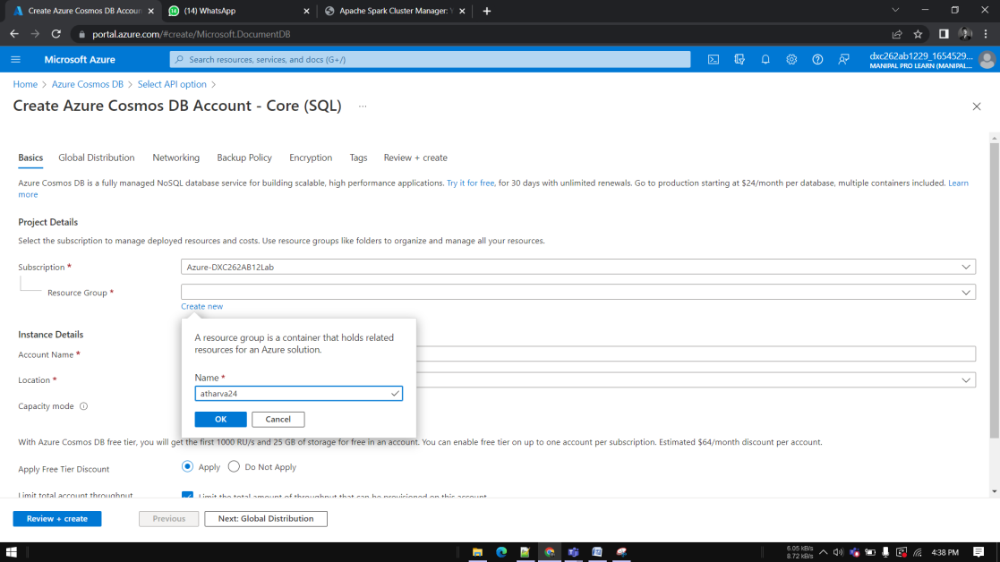 Create Azure Cosmos DB Accoun
(14) WhatsApp
Apache Spark Cluster Manager: Y
portal.azure.com/#create/Microsoft.DocumentDB
Microsoft Azure
Search resources, services, and docs (G+/)
dxc262ab1229_1654529...
MANIPAL PRO LEARN (MANIPAL...
Home > Azure Cosmos DB > Select API option >
Create Azure Cosmos DB Account - Core (SQL) ...
Basics Global Distribution Networking Backup Policy Encryption Tags Review + create
Azure Cosmos DB is a fully managed NoSQL database service for building scalable, high performance applications. Try it for free, for 30 days with unlimited renewals. Go to production starting at $24/month per database, multiple containers included. Learn
more
Project Details
Select the subscription to manage deployed resources and costs. Use resource groups like folders to organize and manage all your resources.
Subscription *
Azure-DXC262AB12Lab
Resource Group *
Create new
A resource group is a container that holds related
resources for an Azure solution.
Name *
atharva24
OK Cancel
Instance Details
Account Name *
Location *
Capacity mode
With Azure Cosmos DB free tier, you will get the first 1000 RU/s and 25 GB of storage for free in an account. You can enable free tier on up to one account per subscription. Estimated $64/month discount per account.
Apply Free Tier Discount
Apply Do Not Apply
Limit total account throughput
Limit the total amount of throughput that can be provisioned on this account
Review + create Previous Next: Global Distribution
6.05 kB/s
8.72 kB/s
4:38 PM